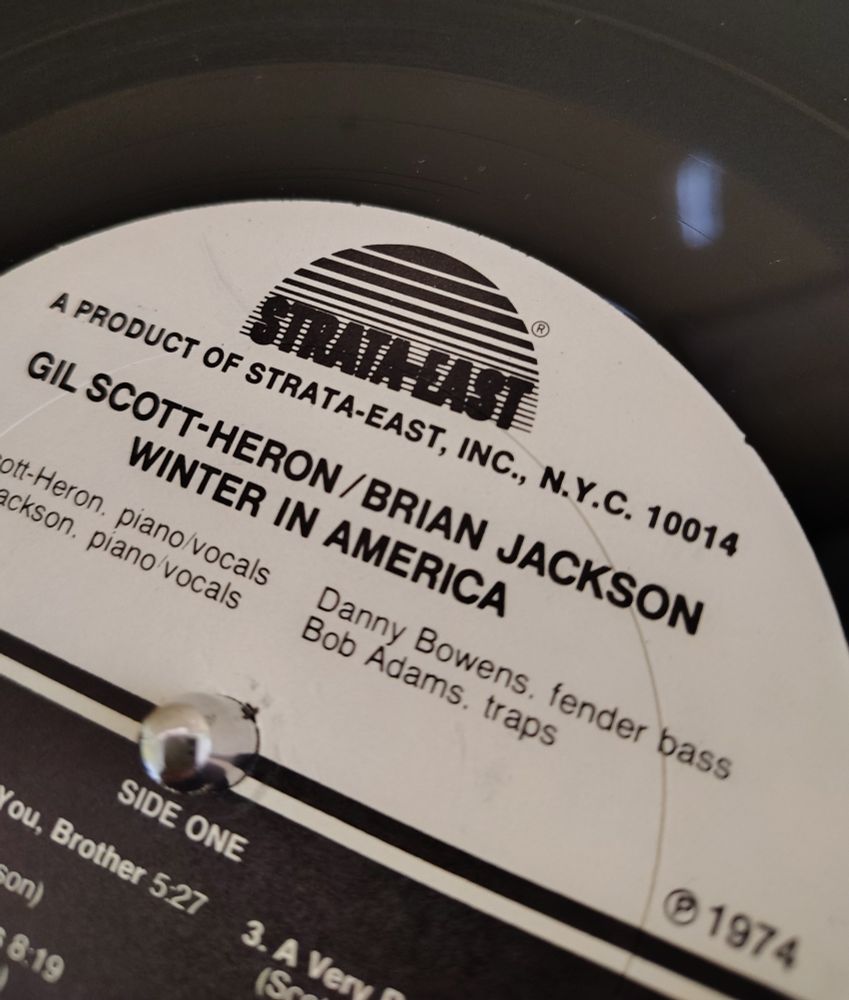 STRATA-EAST ®
A PRODUCT OF STRATA-EAST, INC., N.Y.C. 10014
GIL SCOTT-HERON/BRIAN JACKSON
WINTER IN AMERICA
ott-Heron, piano/vocals
ackson, piano/vocals
Danny Bowens, fender bass
Bob Adams, traps
SIDE ONE
You, Brother 5:27
son)
s 8:19
3. A Very
℗ 1974